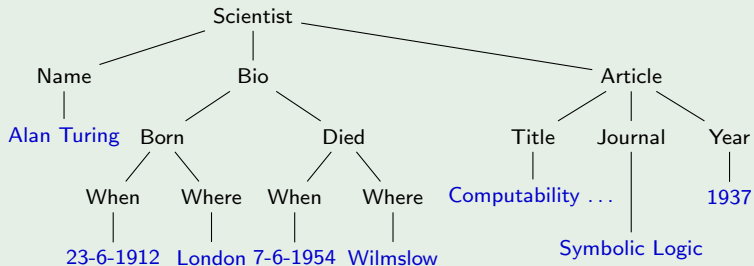 Scientist
Name Bio Article
Alan Turing Born Died Title Journal Year
When Where When Where Computability ... 1937
23-6-1912 London 7-6-1954 Wilmslow Symbolic Logic